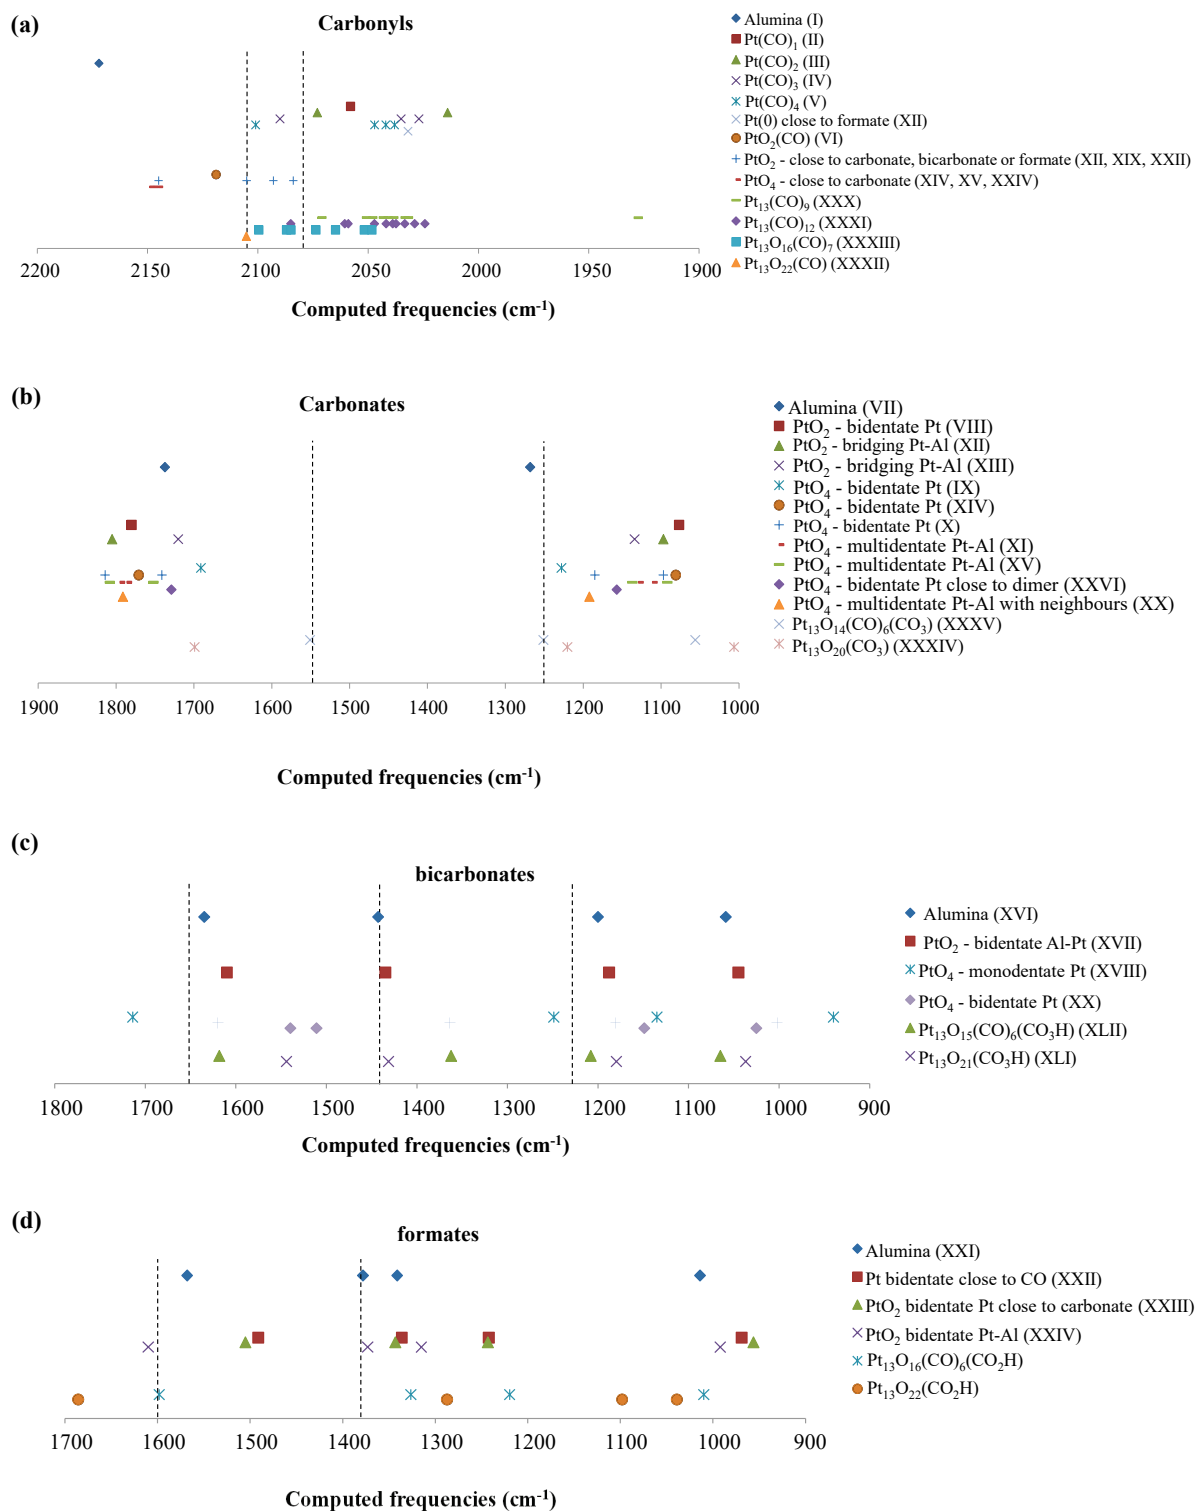 (a)
Carbonyls
Alumina (I)
Pt(CO)₁ (II)
Pt(CO)₂ (III)
Pt(CO)₃ (IV)
Pt(CO)₄ (V)
Pt(0) close to formate (XII)
PtO₂(CO) (VI)
PtO₂ - close to carbonate, bicarbonate or formate (XII, XIX, XXII)
PtO₄ - close to carbonate (XIV, XV, XXIV)
Pt₁₃(CO)₉ (XXX)
Pt₁₃(CO)₁₂ (XXXI)
Pt₁₃O₁₆(CO)₇ (XXXIII)
Pt₁₃O₂₂(CO) (XXXII)
2200 2150 2100 2050 2000 1950 1900
Computed frequencies (cm⁻¹)
(b)
Carbonates
Alumina (VII)
PtO₂ - bidentate Pt (VIII)
PtO₂ - bridging Pt-Al (XII)
PtO₂ - bridging Pt-Al (XIII)
PtO₄ - bidentate Pt (IX)
PtO₄ - bidentate Pt (XIV)
PtO₄ - bidentate Pt (X)
PtO₄ - multidentate Pt-Al (XI)
PtO₄ - multidentate Pt-Al (XV)
PtO₄ - bidentate Pt close to dimer (XXVI)
PtO₄ - multidentate Pt-Al with neighbours (XX)
Pt₁₃O₁₄(CO)₆(CO₃) (XXXV)
Pt₁₃O₂₀(CO₃) (XXXIV)
1900 1800 1700 1600 1500 1400 1300 1200 1100 1000
Computed frequencies (cm⁻¹)
(c)
bicarbonates
Alumina (XVI)
PtO₂ - bidentate Al-Pt (XVII)
PtO₄ - monodentate Pt (XVIII)
PtO₄ - bidentate Pt (XX)
Pt₁₃O₁₅(CO)₆(CO₃H) (XLII)
Pt₁₃O₂₁(CO₃H) (XLI)
1800 1700 1600 1500 1400 1300 1200 1100 1000 900
Computed frequencies (cm⁻¹)
(d)
formates
Alumina (XXI)
Pt bidentate close to CO (XXII)
PtO₂ bidentate Pt close to carbonate (XXIII)
PtO₂ bidentate Pt-Al (XXIV)
Pt₁₃O₁₆(CO)₆(CO₂H)
Pt₁₃O₂₂(CO₂H)
1700 1600 1500 1400 1300 1200 1100 1000 900
Computed frequencies (cm⁻¹)